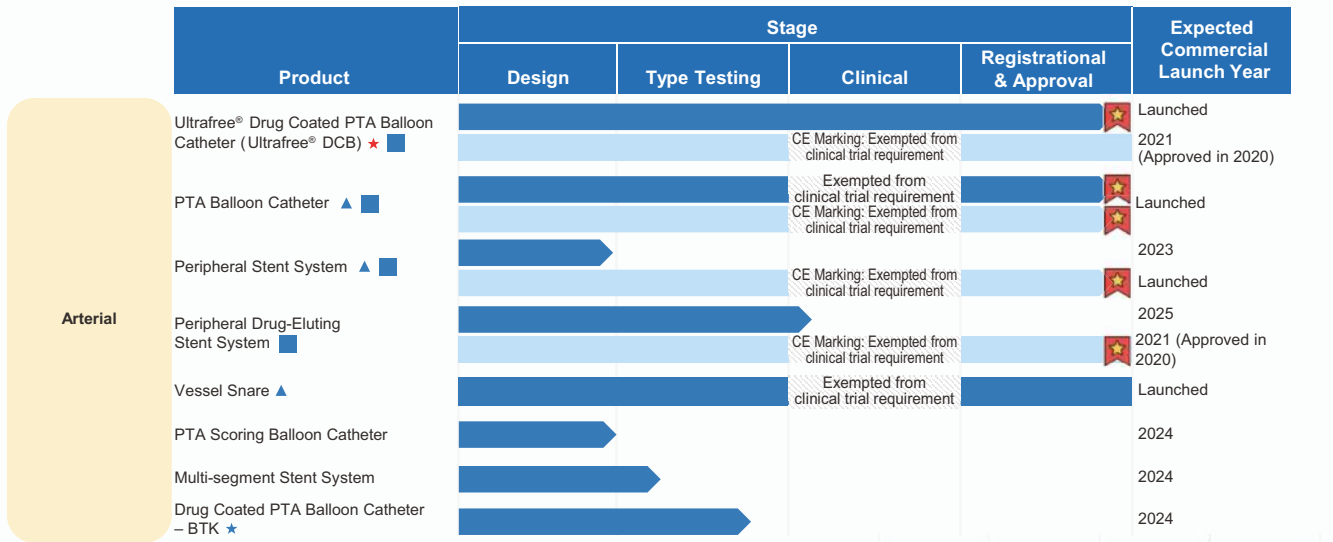 Product
Stage
Design
Type Testing
Clinical
Registrational
& Approval
Expected
Commercial
Launch Year
Arterial
Ultrafree® Drug Coated PTA Balloon
Catheter (Ultrafree® DCB)
Launched
CE Marking: Exempted from
clinical trial requirement
2021
(Approved in 2020)
PTA Balloon Catheter
Exempted from
clinical trial requirement
CE Marking: Exempted from
clinical trial requirement
Launched
Peripheral Stent System
2023
CE Marking: Exempted from
clinical trial requirement
Launched
Peripheral Drug-Eluting
Stent System
2025
CE Marking: Exempted from
clinical trial requirement
2021 (Approved in
2020)
Vessel Snare
Exempted from
clinical trial requirement
Launched
PTA Scoring Balloon Catheter
2024
Multi-segment Stent System
2024
Drug Coated PTA Balloon Catheter
– BTK
2024